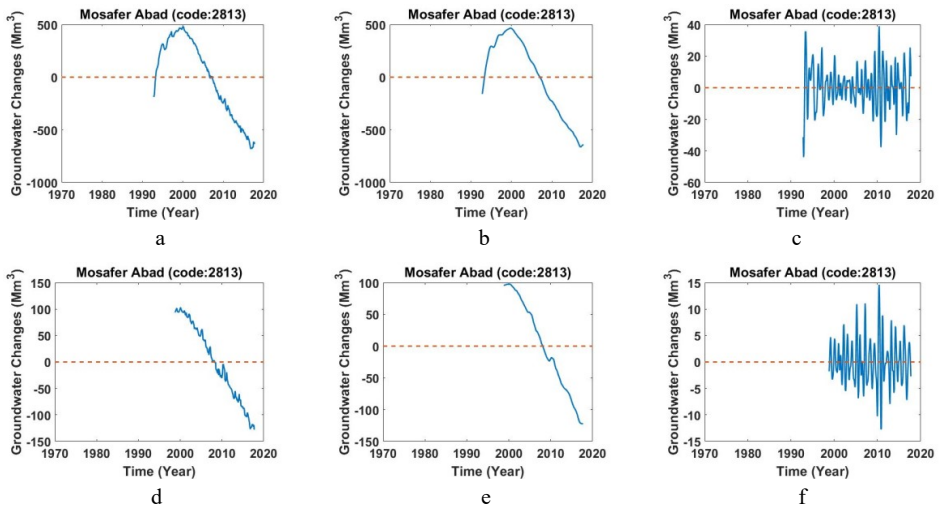 Mosafer Abad (code:2813)
Groundwater Changes (Mm³)
500
0
-500
-1000
1970 1980 1990 2000 2010 2020
Time (Year)
a
Mosafer Abad (code:2813)
Groundwater Changes (Mm³)
500
0
-500
-1000
1970 1980 1990 2000 2010 2020
Time (Year)
b
Mosafer Abad (code:2813)
Groundwater Changes (Mm³)
40
20
0
-20
-40
-60
1970 1980 1990 2000 2010 2020
Time (Year)
c
Mosafer Abad (code:2813)
Groundwater Changes (Mm³)
150
100
50
0
-50
-100
-150
1970 1980 1990 2000 2010 2020
Time (Year)
d
Mosafer Abad (code:2813)
Groundwater Changes (Mm³)
100
50
0
-50
-100
-150
1970 1980 1990 2000 2010 2020
Time (Year)
e
Mosafer Abad (code:2813)
Groundwater Changes (Mm³)
15
10
5
0
-5
-10
-15
1970 1980 1990 2000 2010 2020
Time (Year)
f